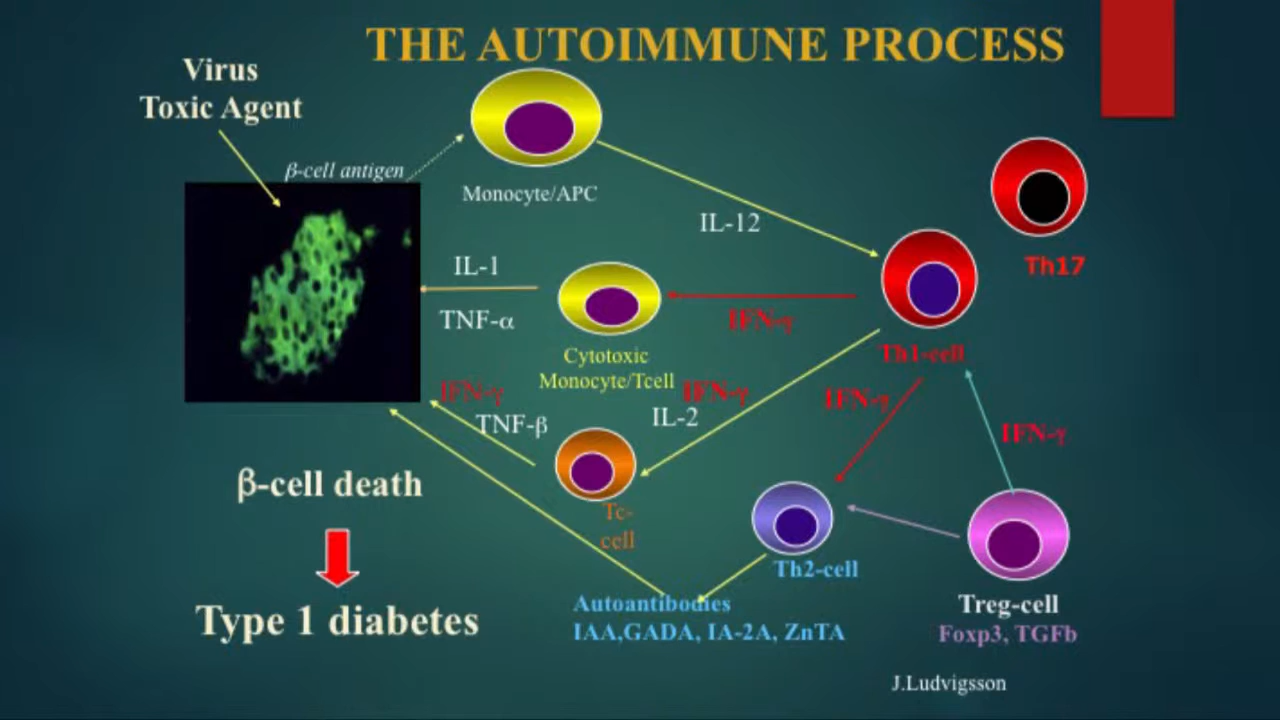 THE AUTOIMMUNE PROCESS
Virus
Toxic Agent
β-cell antigen
Monocyte/APC
IL-12
Th17
IL-1
TNF-α
IFN-γ
Cytotoxic
Monocyte/Tcell
Th1-cell
IFN-γ
TNF-β
IFN-γ
IL-2
IFN-γ
IFN-γ
β-cell death
Tc-
cell
Th2-cell
Type 1 diabetes
Autoantibodies
IAA,GADA, IA-2A, ZnTA
Treg-cell
Foxp3, TGFb
J.Ludvigsson